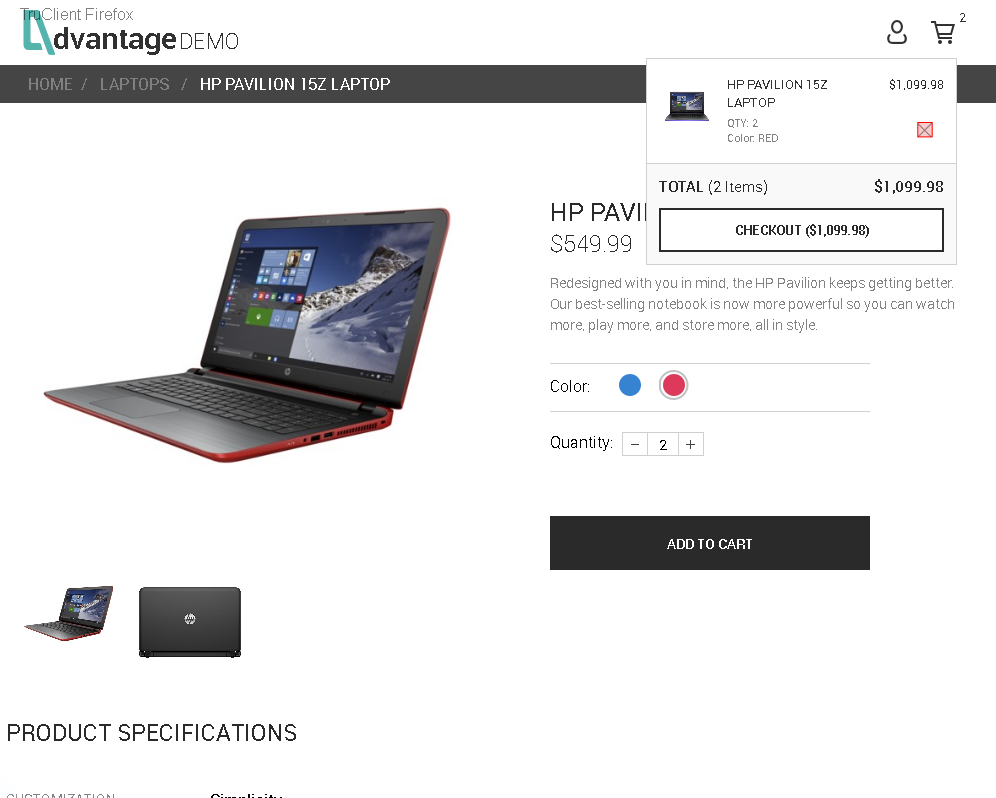 TruClient Firefox
dvantage DEMO
2
HOME / LAPTOPS / HP PAVILION 15Z LAPTOP
HP PAVILION 15Z
LAPTOP
$1,099.98
QTY: 2
Color: RED
TOTAL (2 Items) $1,099.98
CHECKOUT ($1,099.98)
HP PAVI
$549.99
Redesigned with you in mind, the HP Pavilion keeps getting better.
Our best-selling notebook is now more powerful so you can watch
more, play more, and store more, all in style.
Color:
Quantity: − 2 +
ADD TO CART
hp
PRODUCT SPECIFICATIONS
CUSTOMIZATION Simplicity